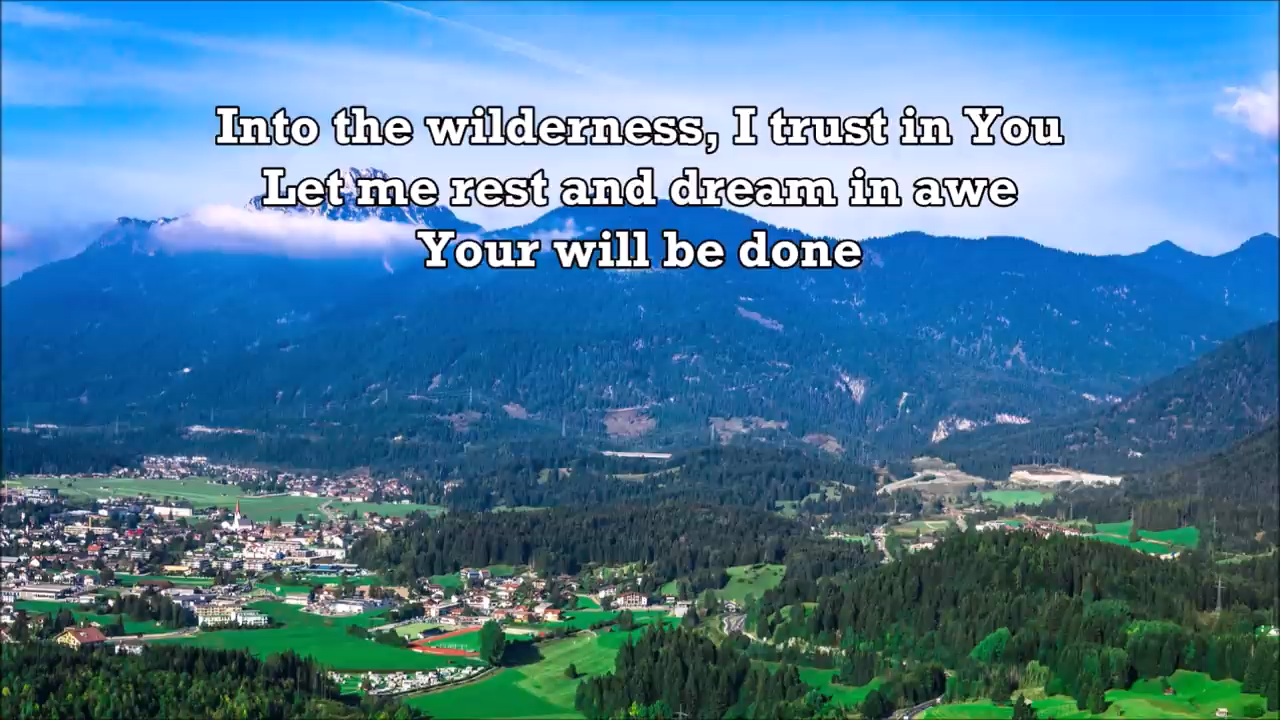 Into the wilderness, I trust in You
Let me rest and dream in awe
Your will be done